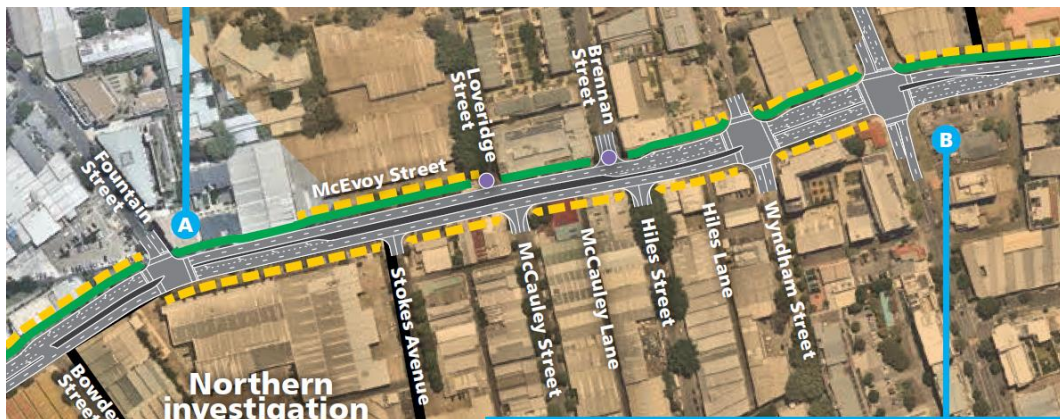 Brennan
Street
Loveridge
Street
McEvoy Street
Fountain
Street
A
B
Stokes Avenue
McCauley Street
McCauley Lane
Hiles Street
Hiles Lane
Wyndham Street
Street
Northern
investigation